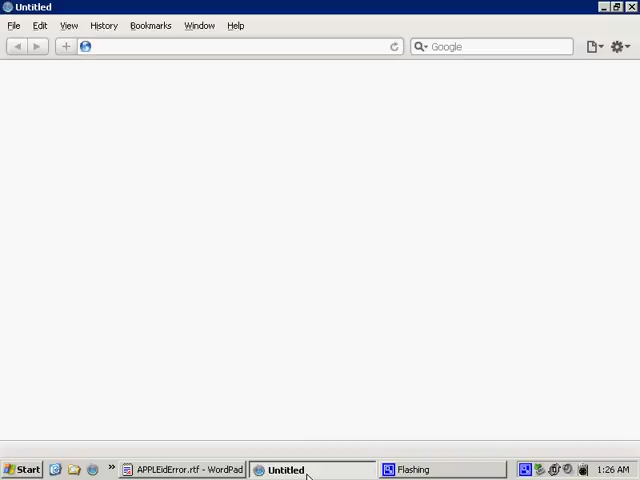 Untitled
File Edit View History Bookmarks Window Help
Google
Start » APPLEidError.rtf - WordPad Untitled Flashing 1:26 AM